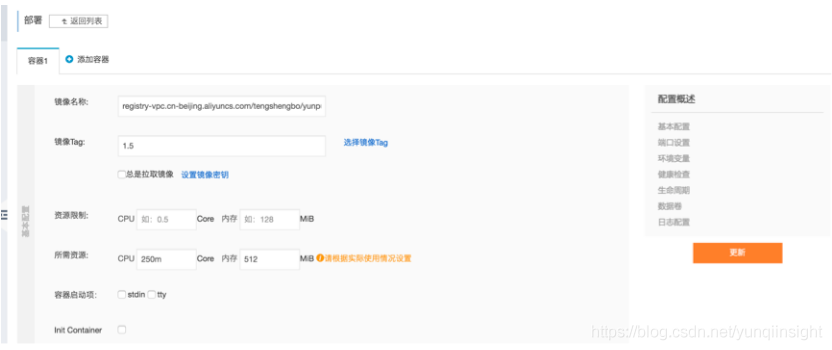 部署 返回列表
容器1 添加容器
镜像名称: registry-vpc.cn-beijing.aliyuncs.com/tengshengbo/yunp
镜像Tag: 1.5 选择镜像Tag
总是拉取镜像 设置镜像密钥
资源限制: CPU 如: 0.5 Core 内存 如: 128 MiB
所需资源: CPU 250m Core 内存 512 MiB 请根据实际使用情况设置
容器启动项: stdin tty
Init Container
基本配置
配置概述
基本配置
端口设置
环境变量
健康检查
生命周期
数据卷
日志配置
更新
https://blog.csdn.net/yunqiinsight